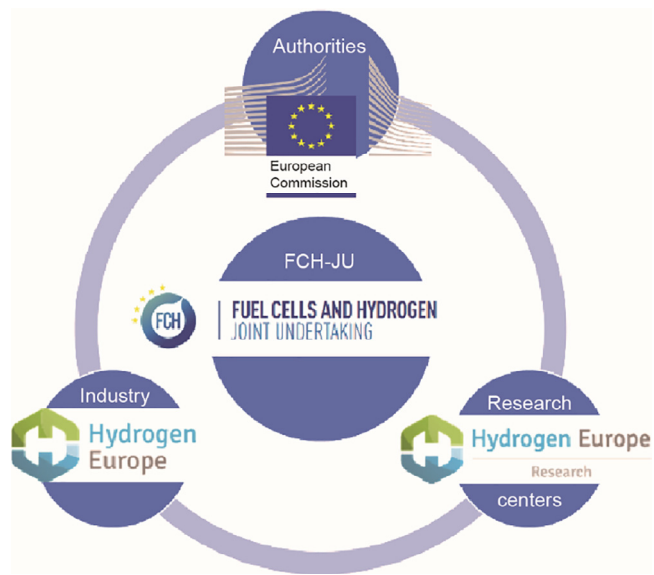 Authorities
European
Commission
FCH-JU
FCH
FUEL CELLS AND HYDROGEN
JOINT UNDERTAKING
Industry
Hydrogen
Europe
Research
Hydrogen Europe
Research
centers